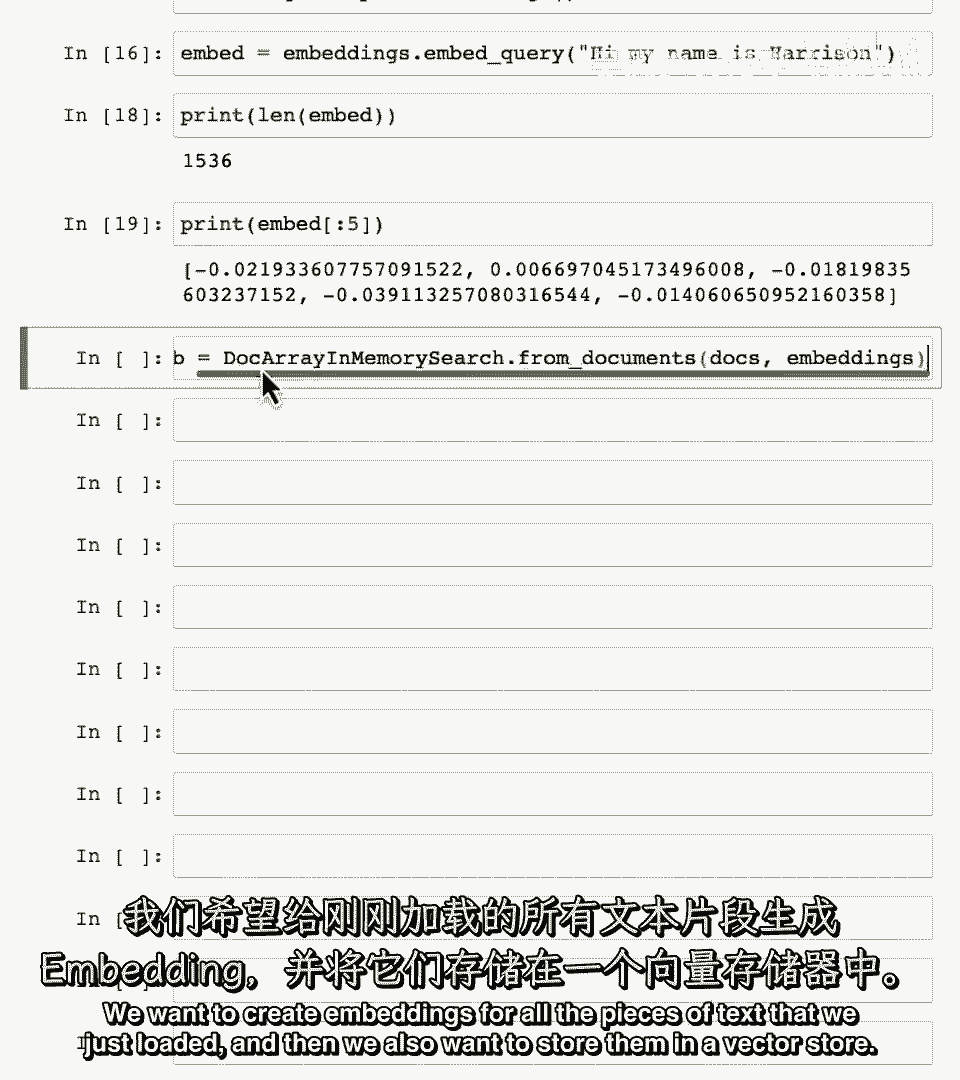 In [16]: embed = embeddings.embed_query("Hi my name is Harrison")
In [18]: print(len(embed))
1536
In [19]: print(embed[:5])
[-0.021933607757091522, 0.006697045173496008, -0.01819835
603237152, -0.039113257080316544, -0.014060650952160358]
In [ ]: b = DocArrayInMemorySearch.from_documents(docs, embeddings)
In [ ]:
In [ ]:
In [ ]:
In [ ]:
In [ ]:
In [ ]:
In [ ]:
In [ ]:
In [
我们希望给刚刚加载的所有文本片段生成
Embedding，并将它们存储在一个向量存储器中。
We want to create embeddings for all the pieces of text that we
just loaded, and then we also want to store them in a vector store.